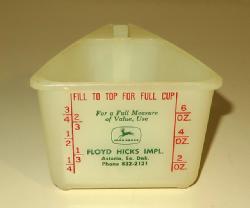 FILL TO TOP FOR FULL CUP
For a Full Measure
of Value, Use
JOHN DEERE
FLOYD HICKS IMPL.
Astoria, So. Dak.
Phone 832-2131
3/4
2/3
1/2
1/3
1/4
6 OZ.
4 OZ.
2 OZ.